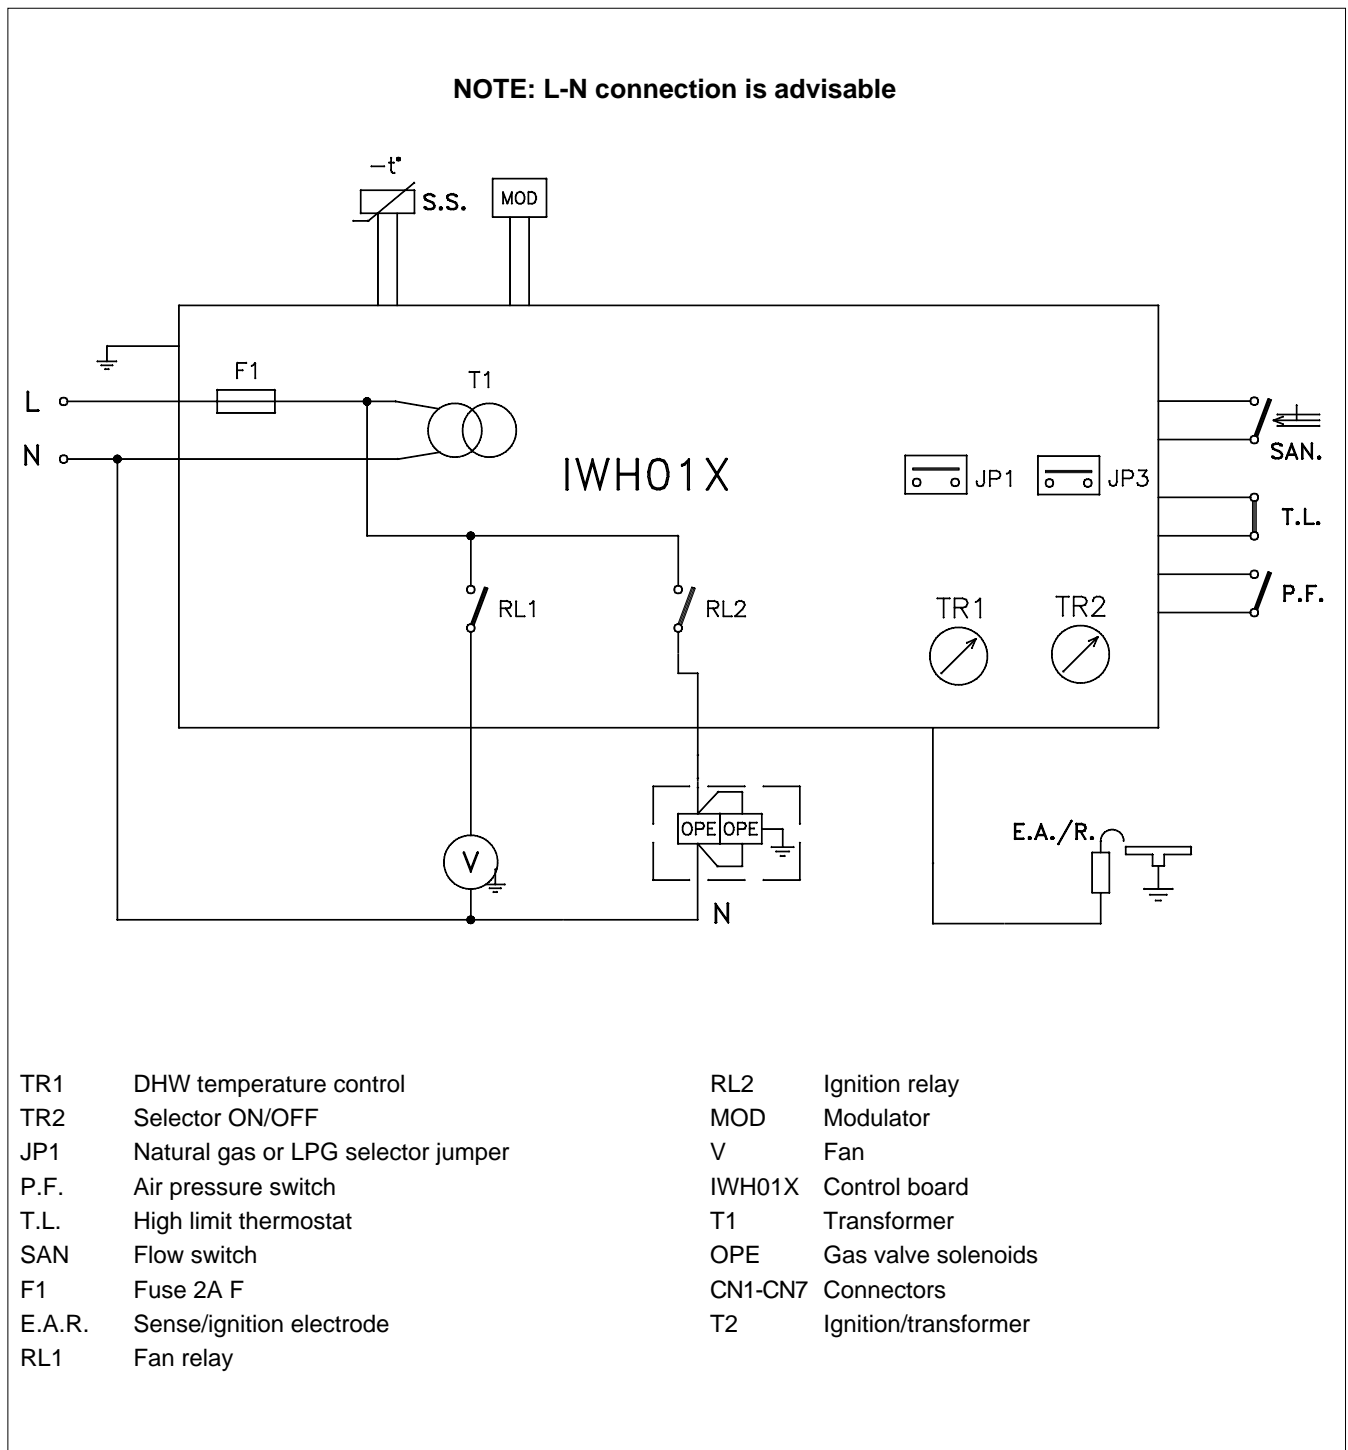 NOTE: L-N connection is advisable
-t°
S.S.
MOD
F1
T1
L
N
SAN.
IWH01X
JP1
JP3
T.L.
P.F.
RL1
RL2
TR1
TR2
OPE OPE
E.A./R.
V
N
TR1 DHW temperature control
TR2 Selector ON/OFF
JP1 Natural gas or LPG selector jumper
P.F. Air pressure switch
T.L. High limit thermostat
SAN Flow switch
F1 Fuse 2A F
E.A.R. Sense/ignition electrode
RL1 Fan relay
RL2 Ignition relay
MOD Modulator
V Fan
IWH01X Control board
T1 Transformer
OPE Gas valve solenoids
CN1-CN7 Connectors
T2 Ignition/transformer